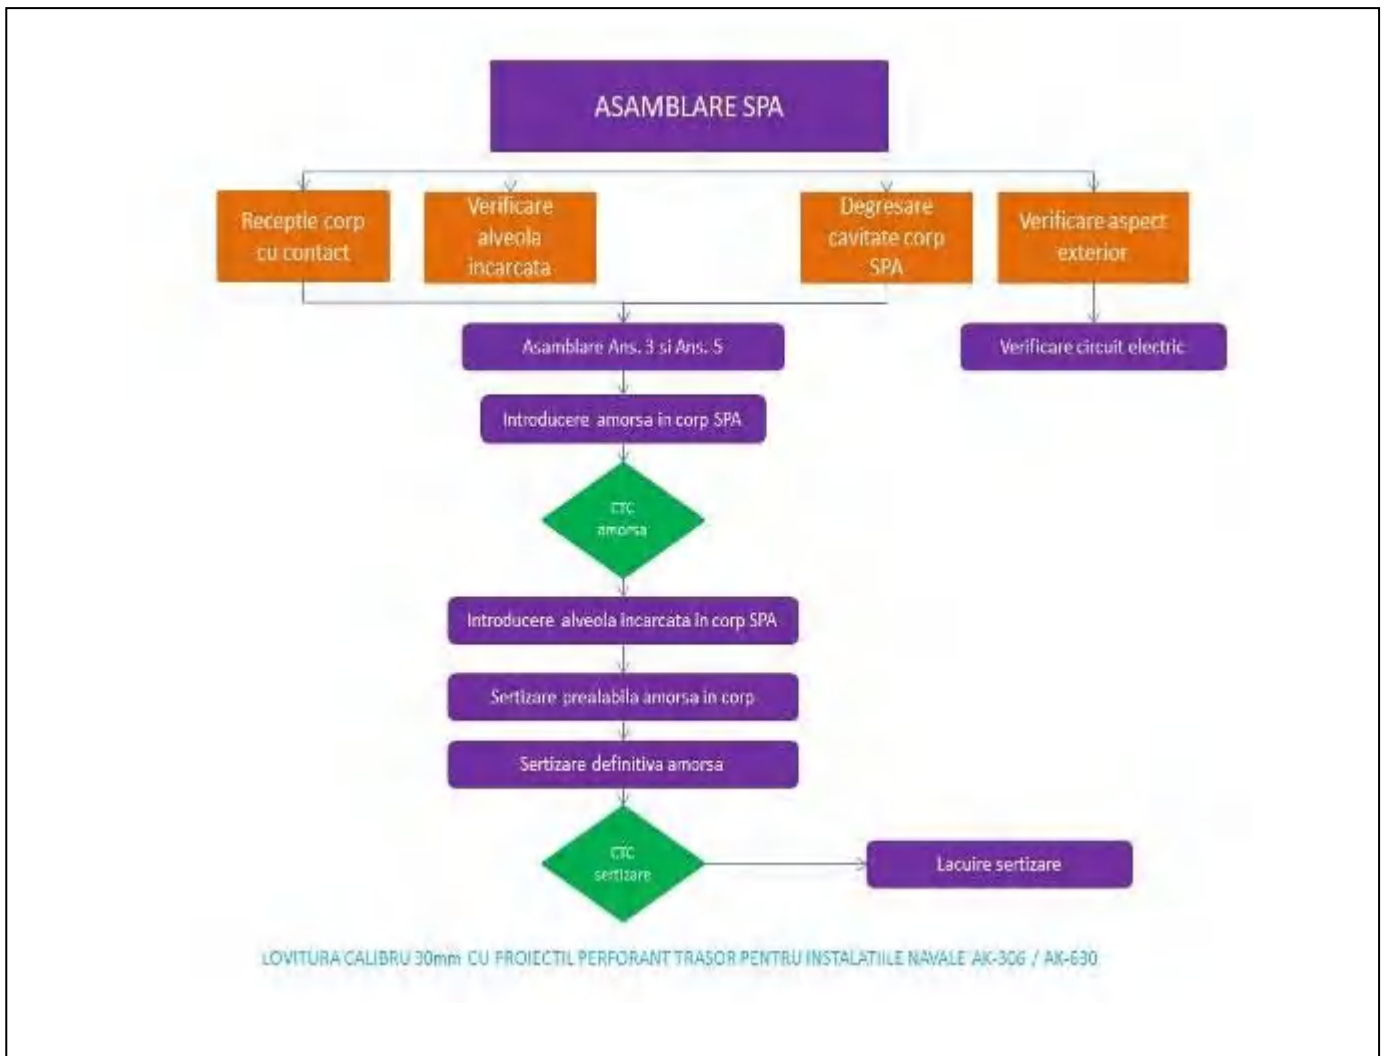 ASAMBLARE SPA
Receptie corp
cu contact
Verificare
alveola
incarcata
Degresare
cavitate corp
SPA
Verificare aspect
exterior
Asamblare Ans. 3 si Ans. 5
Verificare circuit electric
Introducere amorsa in corp SPA
CTC
amorsa
Introducere alveola incarcata in corp SPA
Sertizare prealabila amorsa in corp
Sertizare definitiva amorsa
CTC
sertizare
Lacuire sertizare
LOVITURA CALIBRU 30mm CU PROIECTIL PERFORANT TRASOR PENTRU INSTALATIILE NAVALE AK-306 / AK-630